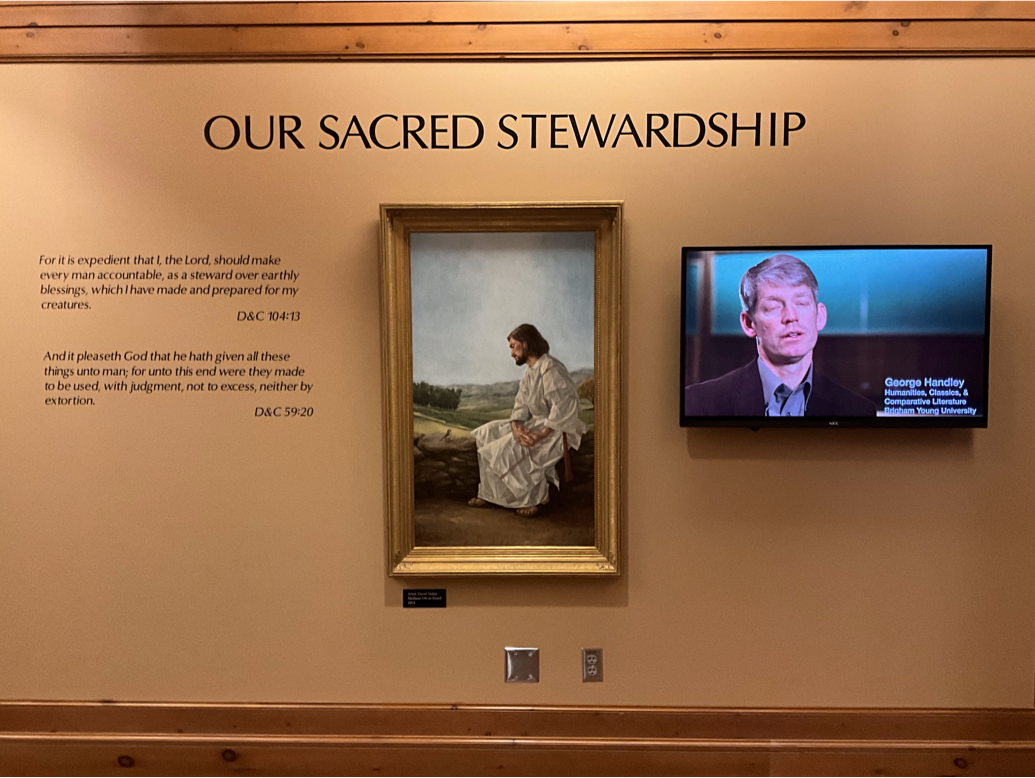 OUR SACRED STEWARDSHIP
For it is expedient that I, the Lord, should make
every man accountable, as a steward over earthly
blessings, which I have made and prepared for my
creatures.
D&C 104:13
And it pleaseth God that he hath given all these
things unto man; for unto this end were they made
to be used, with judgment, not to excess, neither by
extortion.
D&C 59:20
George Handley
Humanities, Classics, &
Comparative Literature
Brigham Young University
NEC